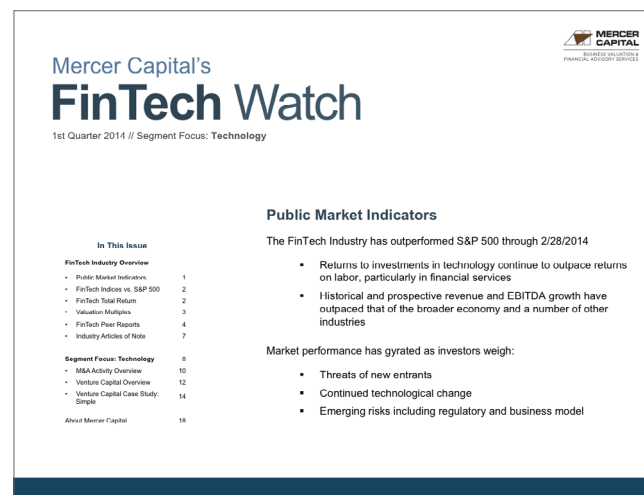 MERCER
CAPITAL
BUSINESS VALUATION &
FINANCIAL ADVISORY SERVICES
Mercer Capital's
FinTech Watch
1st Quarter 2014 // Segment Focus: Technology
In This Issue
FinTech Industry Overview
• Public Market Indicators 1
• FinTech Indices vs. S&P 500 2
• FinTech Total Return 2
• Valuation Multiples 3
• FinTech Peer Reports 4
• Industry Articles of Note 7
Segment Focus: Technology 8
• M&A Activity Overview 10
• Venture Capital Overview 12
• Venture Capital Case Study: 14
Simple
About Mercer Capital 18
Public Market Indicators
The FinTech Industry has outperformed S&P 500 through 2/28/2014
▪ Returns to investments in technology continue to outpace returns
on labor, particularly in financial services
▪ Historical and prospective revenue and EBITDA growth have
outpaced that of the broader economy and a number of other
industries
Market performance has gyrated as investors weigh:
▪ Threats of new entrants
▪ Continued technological change
▪ Emerging risks including regulatory and business model